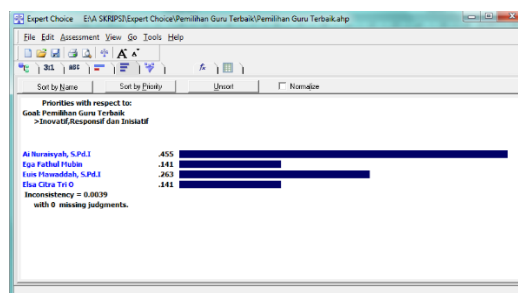 Expert Choice E:\A SKRIPSI\Expert Choice\Pemilihan Guru Terbaik\Pemilihan Guru Terbaik.ahp
File Edit Assessment View Go Tools Help
3:1 ABC
Sort by Name Sort by Priority Unsort Normalize
Priorities with respect to:
Goal: Pemilihan Guru Terbaik
>Inovatif,Responsif dan Inisiatif
Ai Nuraisyah, S.Pd.I .455
Ega Fathul Mubin .141
Euis Mawaddah, S.Pd.I .263
Elsa Citra Tri O .141
Inconsistency = 0.0039
with 0 missing judgments.